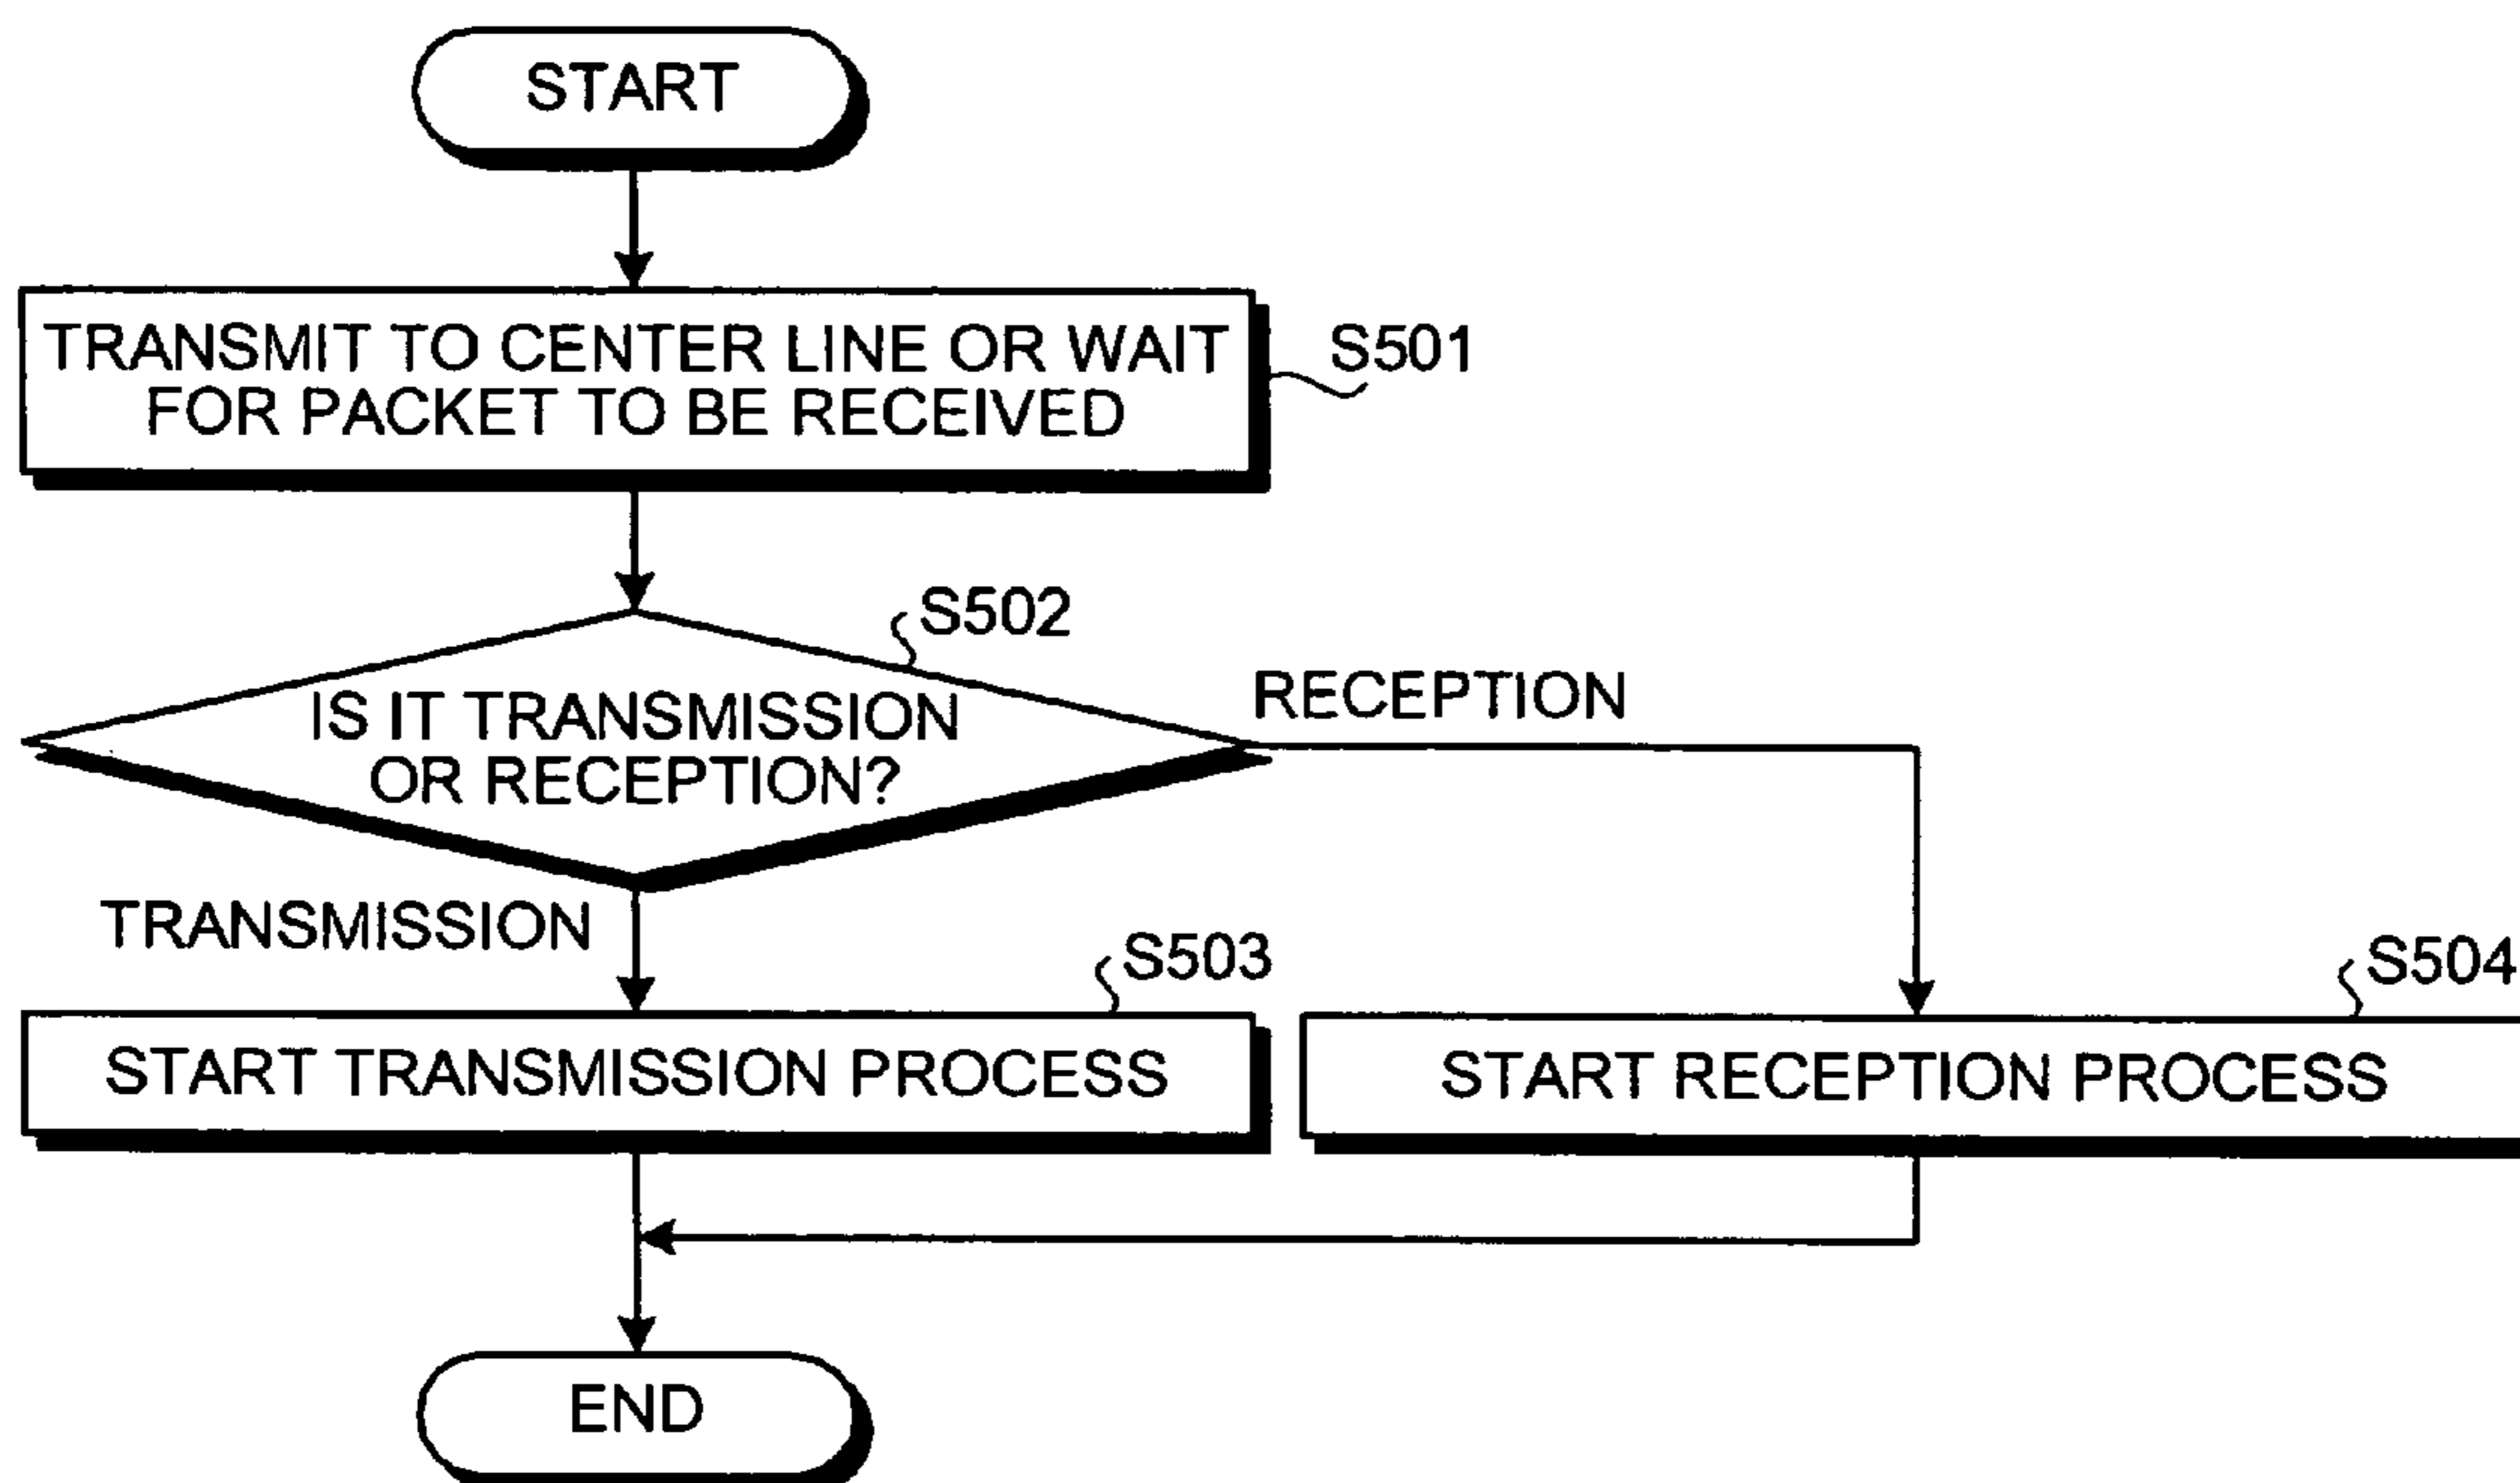 START
TRANSMIT TO CENTER LINE OR WAIT
FOR PACKET TO BE RECEIVED
S501
S502
IS IT TRANSMISSION
OR RECEPTION?
RECEPTION
TRANSMISSION
S503
S504
START TRANSMISSION PROCESS
START RECEPTION PROCESS
END